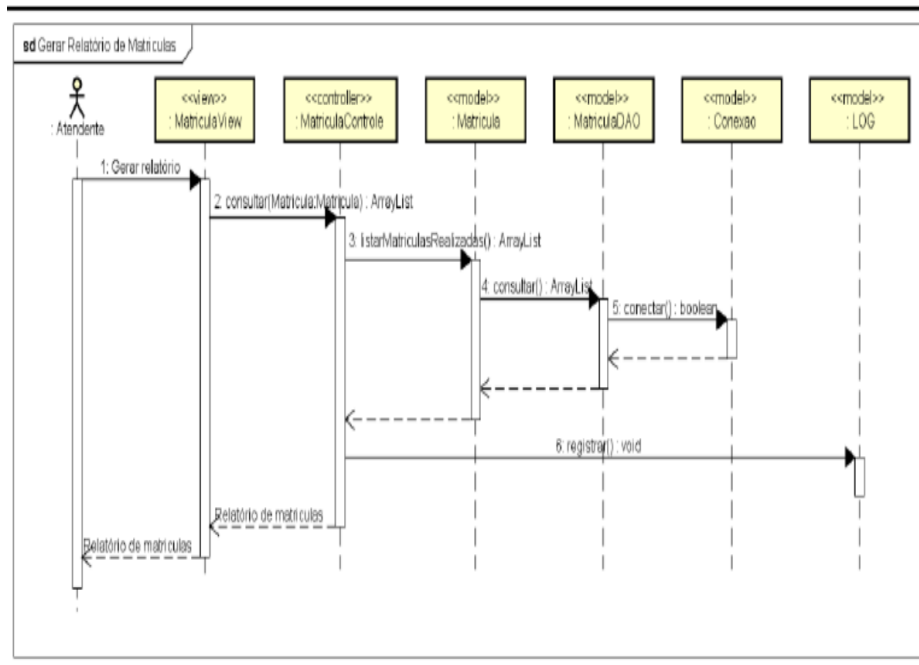 sd Gerar Relatório de Matriculas
: Atendente
<<view>>
: MatriculaView
<<controller>>
: MatriculaControle
<<model>>
: Matricula
<<model>>
: MatriculaDAO
<<model>>
: Conexao
<<model>>
: LOG
1: Gerar relatório
2: consultar(Matricula:Matricula) : ArrayList
3: listarMatriculasRealizadas() : ArrayList
4: consultar() : ArrayList
5: conectar() : boolean
6: registrar() : void
Relatório de matriculas
Relatório de matriculas